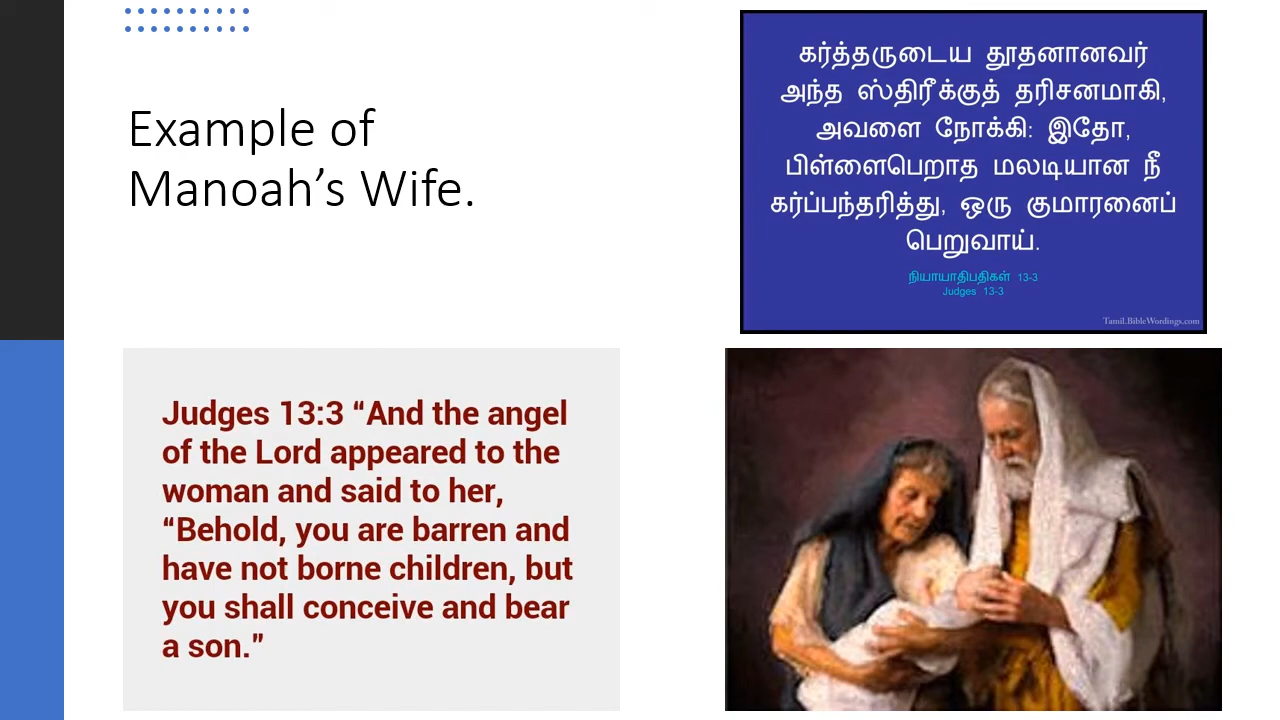 Example of
Manoah’s Wife.
கர்த்தருடைய தூதனானவர்
அந்த ஸ்திரீக்குத் தரிசனமாகி,
அவளை நோக்கி: இதோ,
பிள்ளைபெறாத மலடியான நீ
கர்ப்பந்தரித்து, ஒரு குமாரனைப்
பெறுவாய்.
நியாயாதிபதிகள் 13-3
Judges 13-3
Tamil.BibleWordings.com
Judges 13:3 “And the angel
of the Lord appeared to the
woman and said to her,
“Behold, you are barren and
have not borne children, but
you shall conceive and bear
a son.”